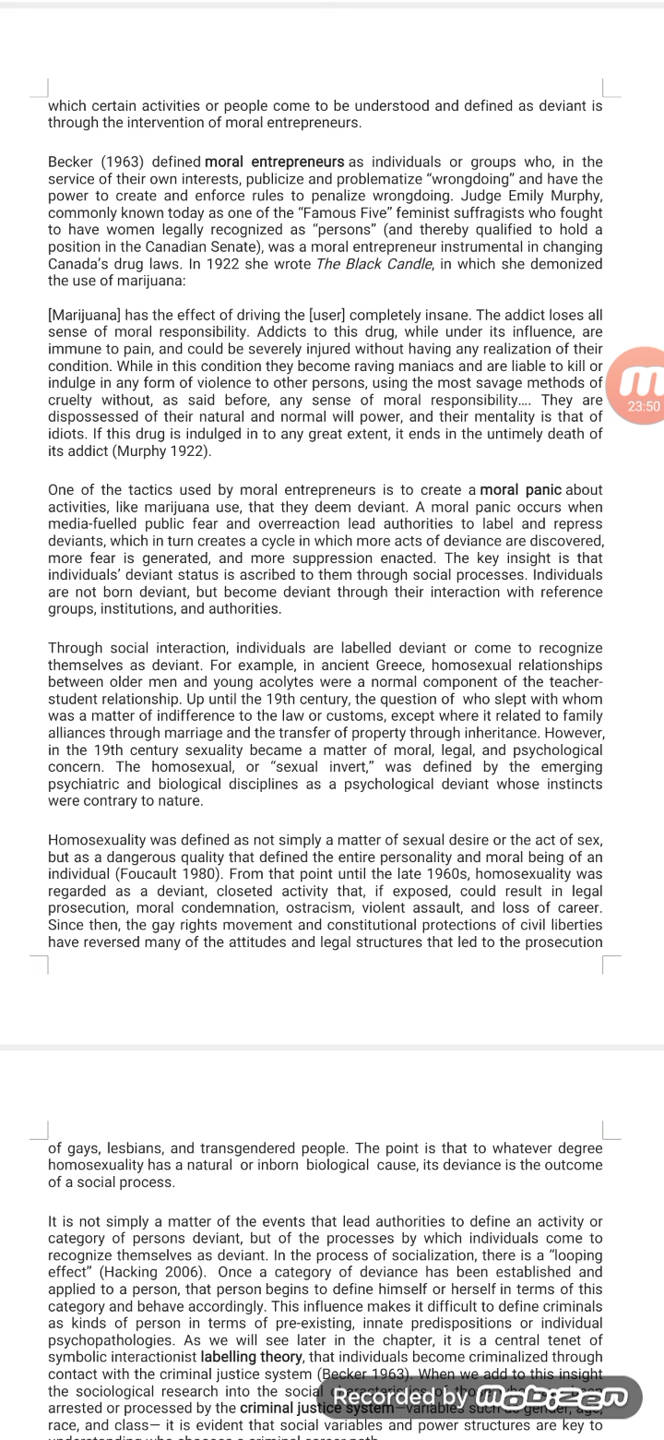 which certain activities or people come to be understood and defined as deviant is
through the intervention of moral entrepreneurs.
Becker (1963) defined moral entrepreneurs as individuals or groups who, in the
service of their own interests, publicize and problematize “wrongdoing” and have the
power to create and enforce rules to penalize wrongdoing. Judge Emily Murphy,
commonly known today as one of the “Famous Five” feminist suffragists who fought
to have women legally recognized as “persons” (and thereby qualified to hold a
position in the Canadian Senate), was a moral entrepreneur instrumental in changing
Canada’s drug laws. In 1922 she wrote The Black Candle, in which she demonized
the use of marijuana:
[Marijuana] has the effect of driving the [user] completely insane. The addict loses all
sense of moral responsibility. Addicts to this drug, while under its influence, are
immune to pain, and could be severely injured without having any realization of their
condition. While in this condition they become raving maniacs and are liable to kill or
indulge in any form of violence to other persons, using the most savage methods of
cruelty without, as said before, any sense of moral responsibility…. They are
dispossessed of their natural and normal will power, and their mentality is that of
idiots. If this drug is indulged in to any great extent, it ends in the untimely death of
its addict (Murphy 1922).
23:50
One of the tactics used by moral entrepreneurs is to create a moral panic about
activities, like marijuana use, that they deem deviant. A moral panic occurs when
media-fuelled public fear and overreaction lead authorities to label and repress
deviants, which in turn creates a cycle in which more acts of deviance are discovered,
more fear is generated, and more suppression enacted. The key insight is that
individuals’ deviant status is ascribed to them through social processes. Individuals
are not born deviant, but become deviant through their interaction with reference
groups, institutions, and authorities.
Through social interaction, individuals are labelled deviant or come to recognize
themselves as deviant. For example, in ancient Greece, homosexual relationships
between older men and young acolytes were a normal component of the teacher-
student relationship. Up until the 19th century, the question of who slept with whom
was a matter of indifference to the law or customs, except where it related to family
alliances through marriage and the transfer of property through inheritance. However,
in the 19th century sexuality became a matter of moral, legal, and psychological
concern. The homosexual, or “sexual invert,” was defined by the emerging
psychiatric and biological disciplines as a psychological deviant whose instincts
were contrary to nature.
Homosexuality was defined as not simply a matter of sexual desire or the act of sex,
but as a dangerous quality that defined the entire personality and moral being of an
individual (Foucault 1980). From that point until the late 1960s, homosexuality was
regarded as a deviant, closeted activity that, if exposed, could result in legal
prosecution, moral condemnation, ostracism, violent assault, and loss of career.
Since then, the gay rights movement and constitutional protections of civil liberties
have reversed many of the attitudes and legal structures that led to the prosecution
of gays, lesbians, and transgendered people. The point is that to whatever degree
homosexuality has a natural or inborn biological cause, its deviance is the outcome
of a social process.
It is not simply a matter of the events that lead authorities to define an activity or
category of persons deviant, but of the processes by which individuals come to
recognize themselves as deviant. In the process of socialization, there is a “looping
effect” (Hacking 2006). Once a category of deviance has been established and
applied to a person, that person begins to define himself or herself in terms of this
category and behave accordingly. This influence makes it difficult to define criminals
as kinds of person in terms of pre-existing, innate predispositions or individual
psychopathologies. As we will see later in the chapter, it is a central tenet of
symbolic interactionist labelling theory, that individuals become criminalized through
contact with the criminal justice system (Becker 1963). When we add to this insight
the sociological research into the social
Recorded by mobizen
arrested or processed by the criminal justice system—variables such as gender, age,
race, and class— it is evident that social variables and power structures are key to